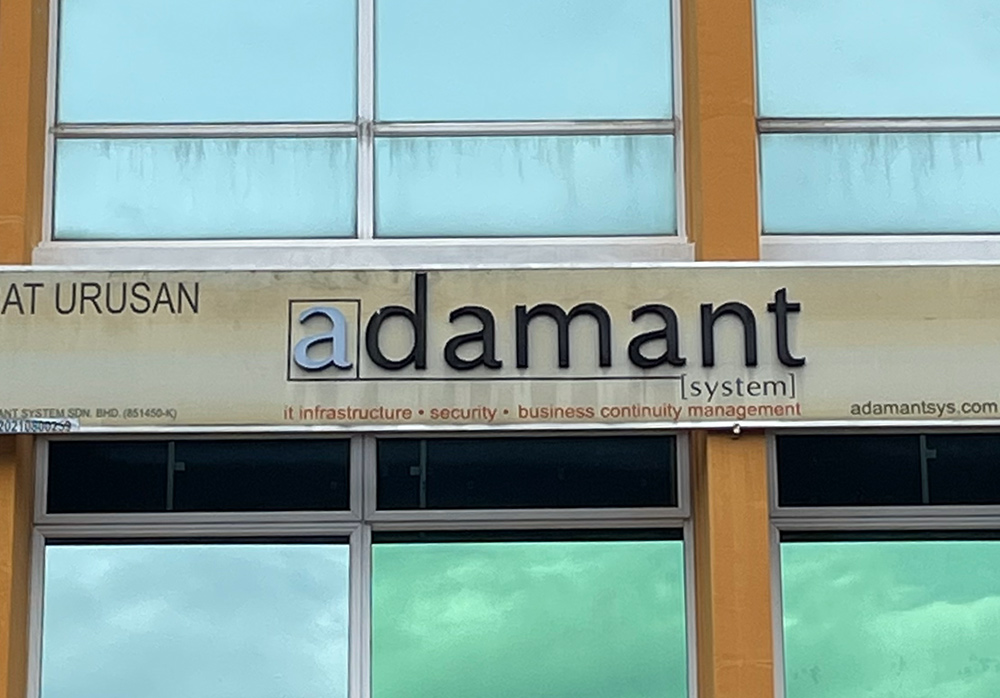 AT URUSAN
adamant
[system]
it infrastructure • security • business continuity management
adamantsys.com
ANT SYSTEM SDN. BHD. (851450-K)